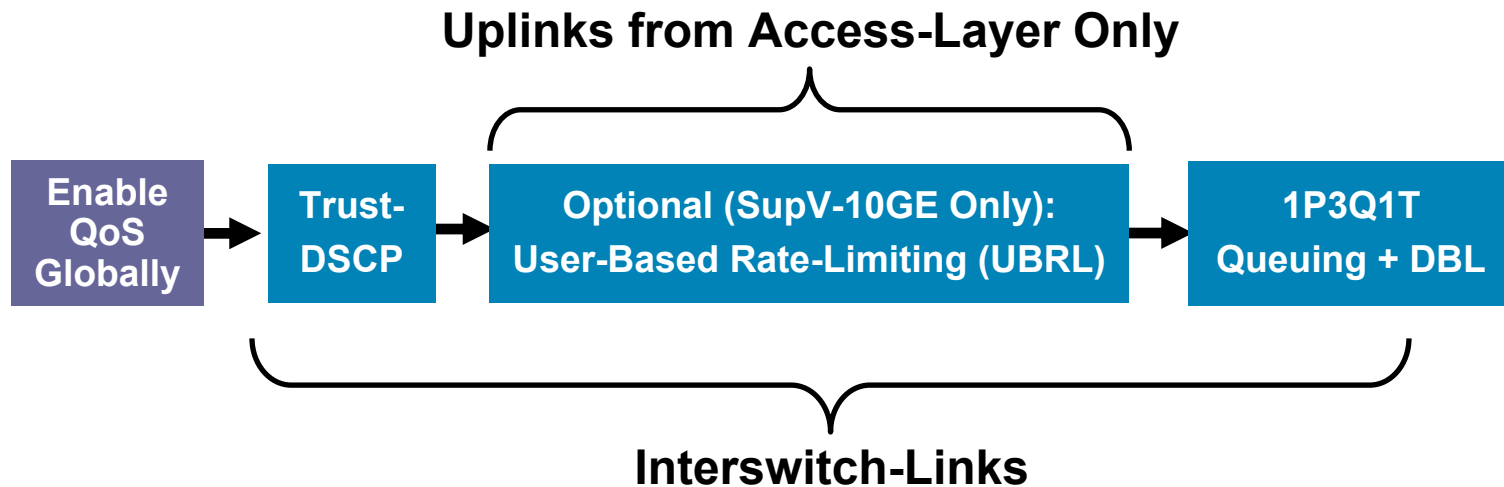 Uplinks from Access-Layer Only
Enable
QoS
Globally
Trust-
DSCP
Optional (SupV-10GE Only):
User-Based Rate-Limiting (UBRL)
1P3Q1T
Queuing + DBL
Interswitch-Links